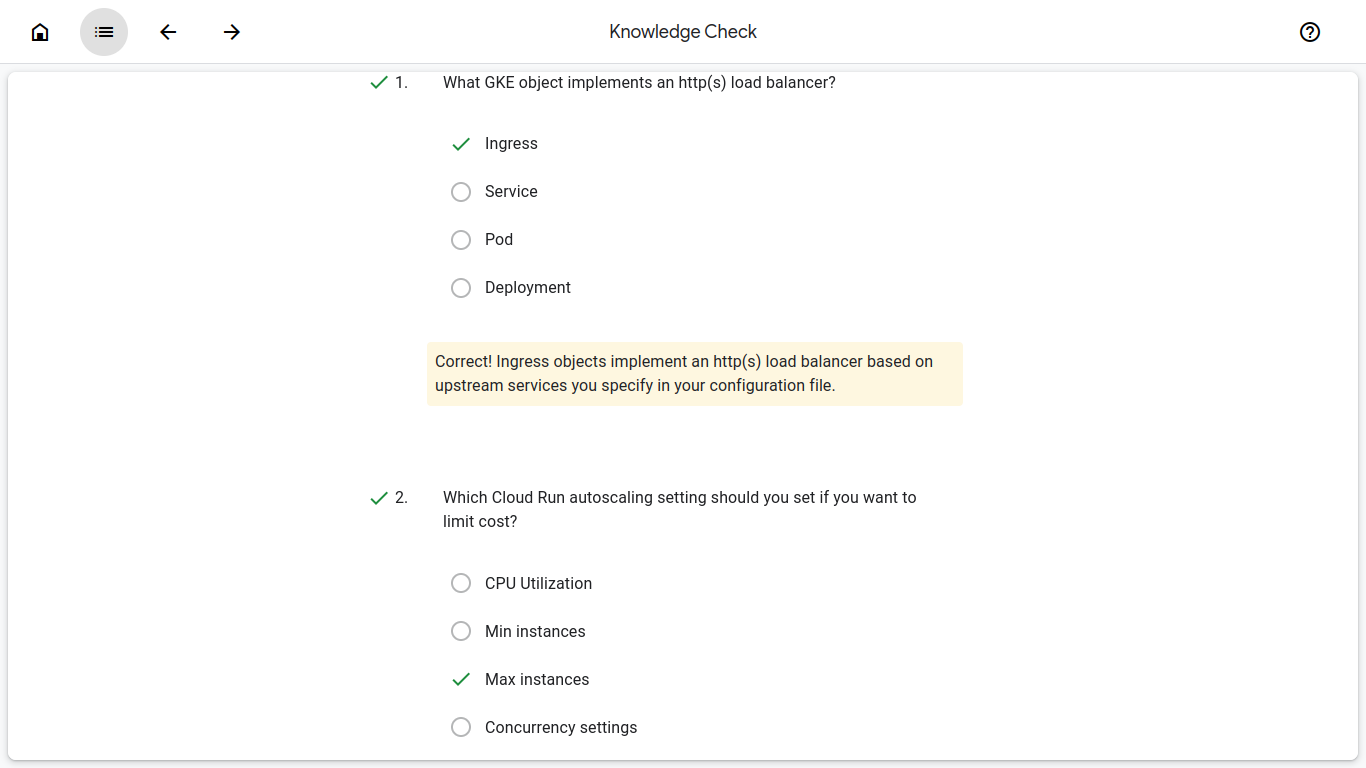 Knowledge Check
1. What GKE object implements an http(s) load balancer?
Ingress
Service
Pod
Deployment
Correct! Ingress objects implement an http(s) load balancer based on
upstream services you specify in your configuration file.
2. Which Cloud Run autoscaling setting should you set if you want to
limit cost?
CPU Utilization
Min instances
Max instances
Concurrency settings